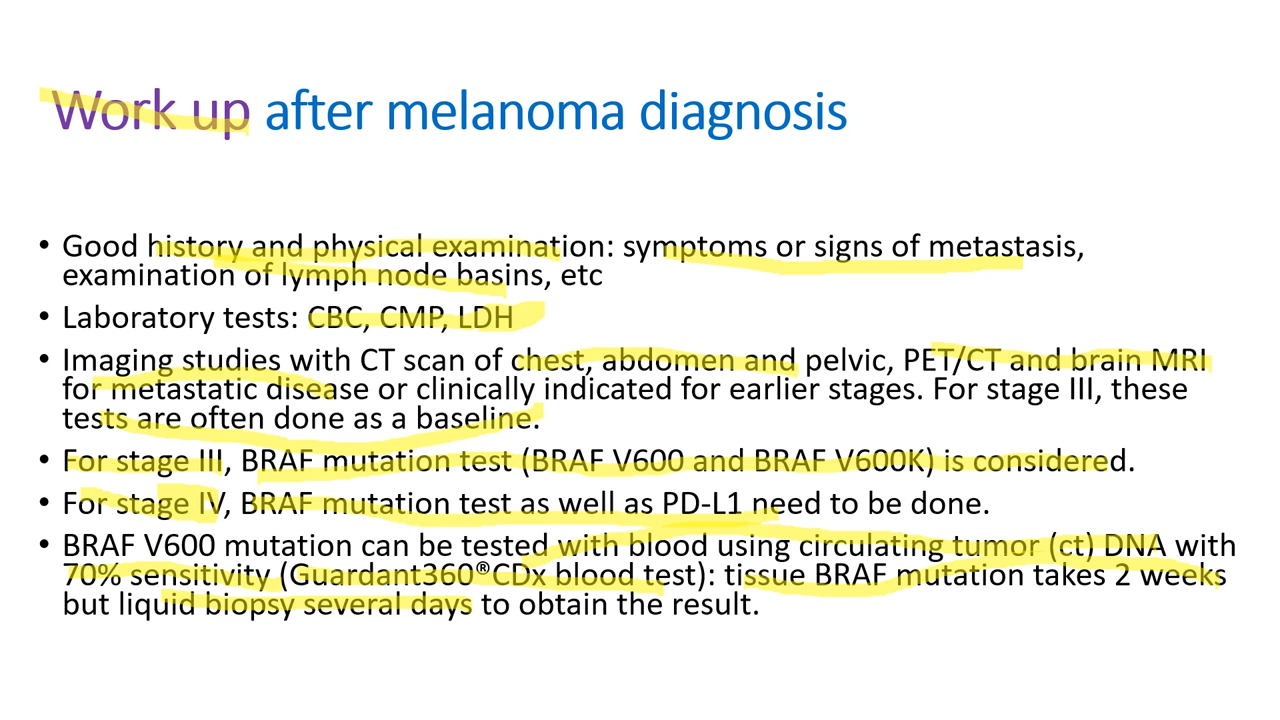 Work up after melanoma diagnosis
• Good history and physical examination: symptoms or signs of metastasis,
examination of lymph node basins, etc
• Laboratory tests: CBC, CMP, LDH
• Imaging studies with CT scan of chest, abdomen and pelvic, PET/CT and brain MRI
for metastatic disease or clinically indicated for earlier stages. For stage III, these
tests are often done as a baseline.
• For stage III, BRAF mutation test (BRAF V600 and BRAF V600K) is considered.
• For stage IV, BRAF mutation test as well as PD-L1 need to be done.
• BRAF V600 mutation can be tested with blood using circulating tumor (ct) DNA with
70% sensitivity (Guardant360®CDx blood test): tissue BRAF mutation takes 2 weeks
but liquid biopsy several days to obtain the result.